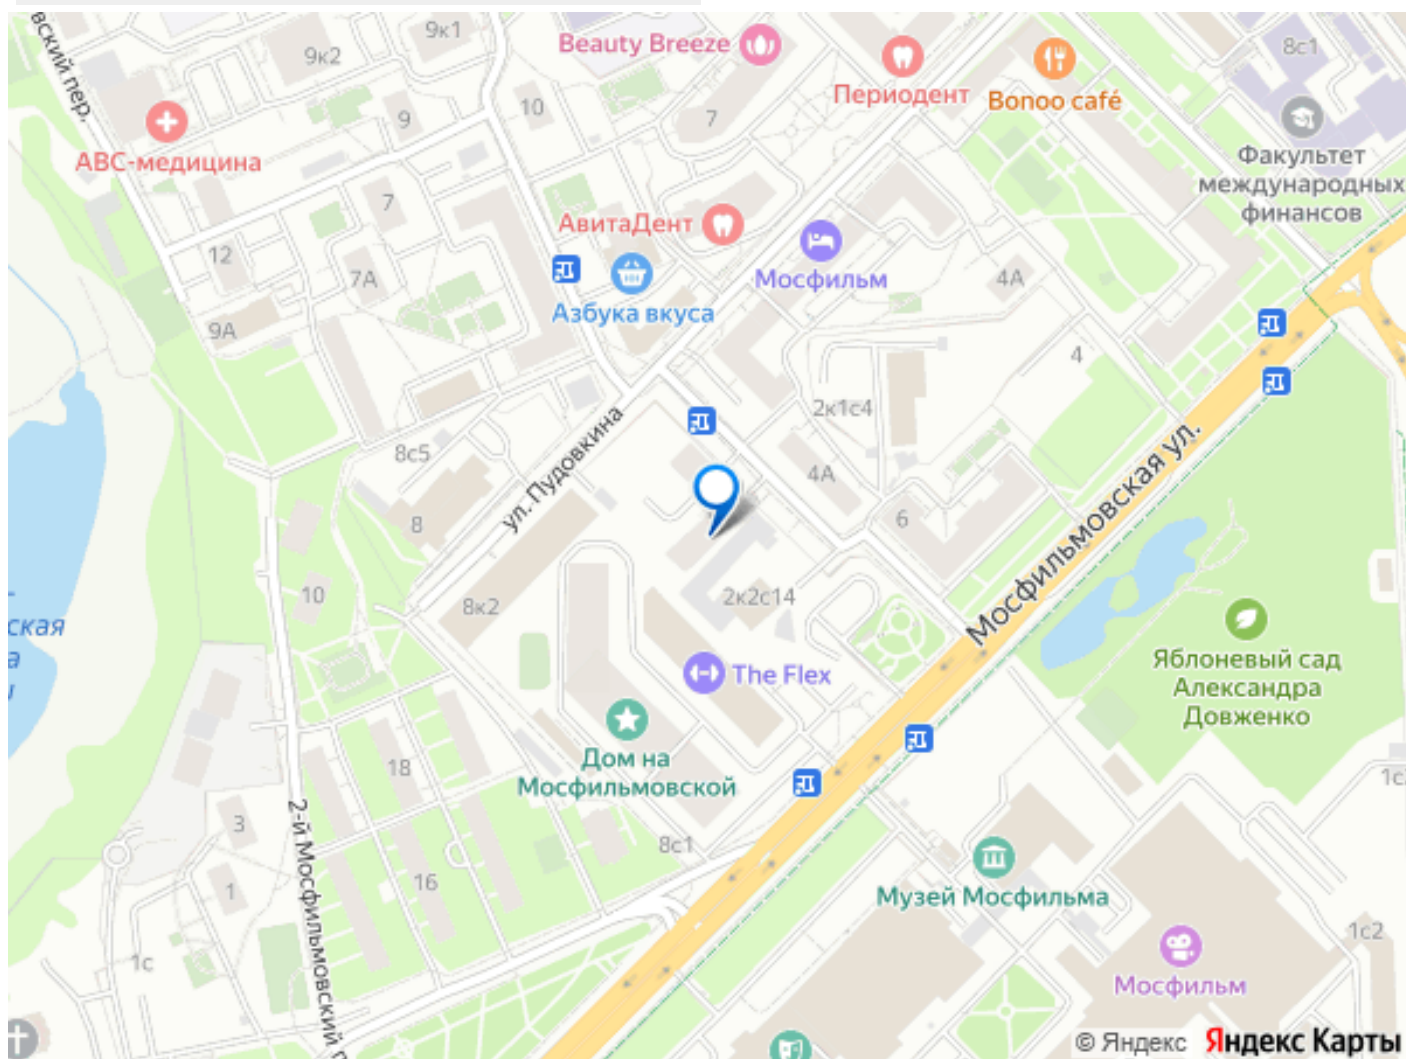 9к1
9к2
Beauty Breeze
8с1
вский пер.
Периодент
Bonoo café
9
10
7
АВС-медицина
Факультет
международных
финансов
7
АвитаДент
12
7А
Мосфильм
4А
Азбука вкуса
9А
4
2к1с4
ул. Пудовкина
8с5
4А
Мосфильмовская ул.
8
6
10
8к2
2к2с14
ская
а
ы
The Flex
Яблоневый сад
Александра
Довженко
Дом на
Мосфильмовской
18
1с
2-й Мосфильмовский п
3
8с1
16
1
Музей Мосфильма
1с2
1с
Мосфильм
© Яндекс Яндекс Карты